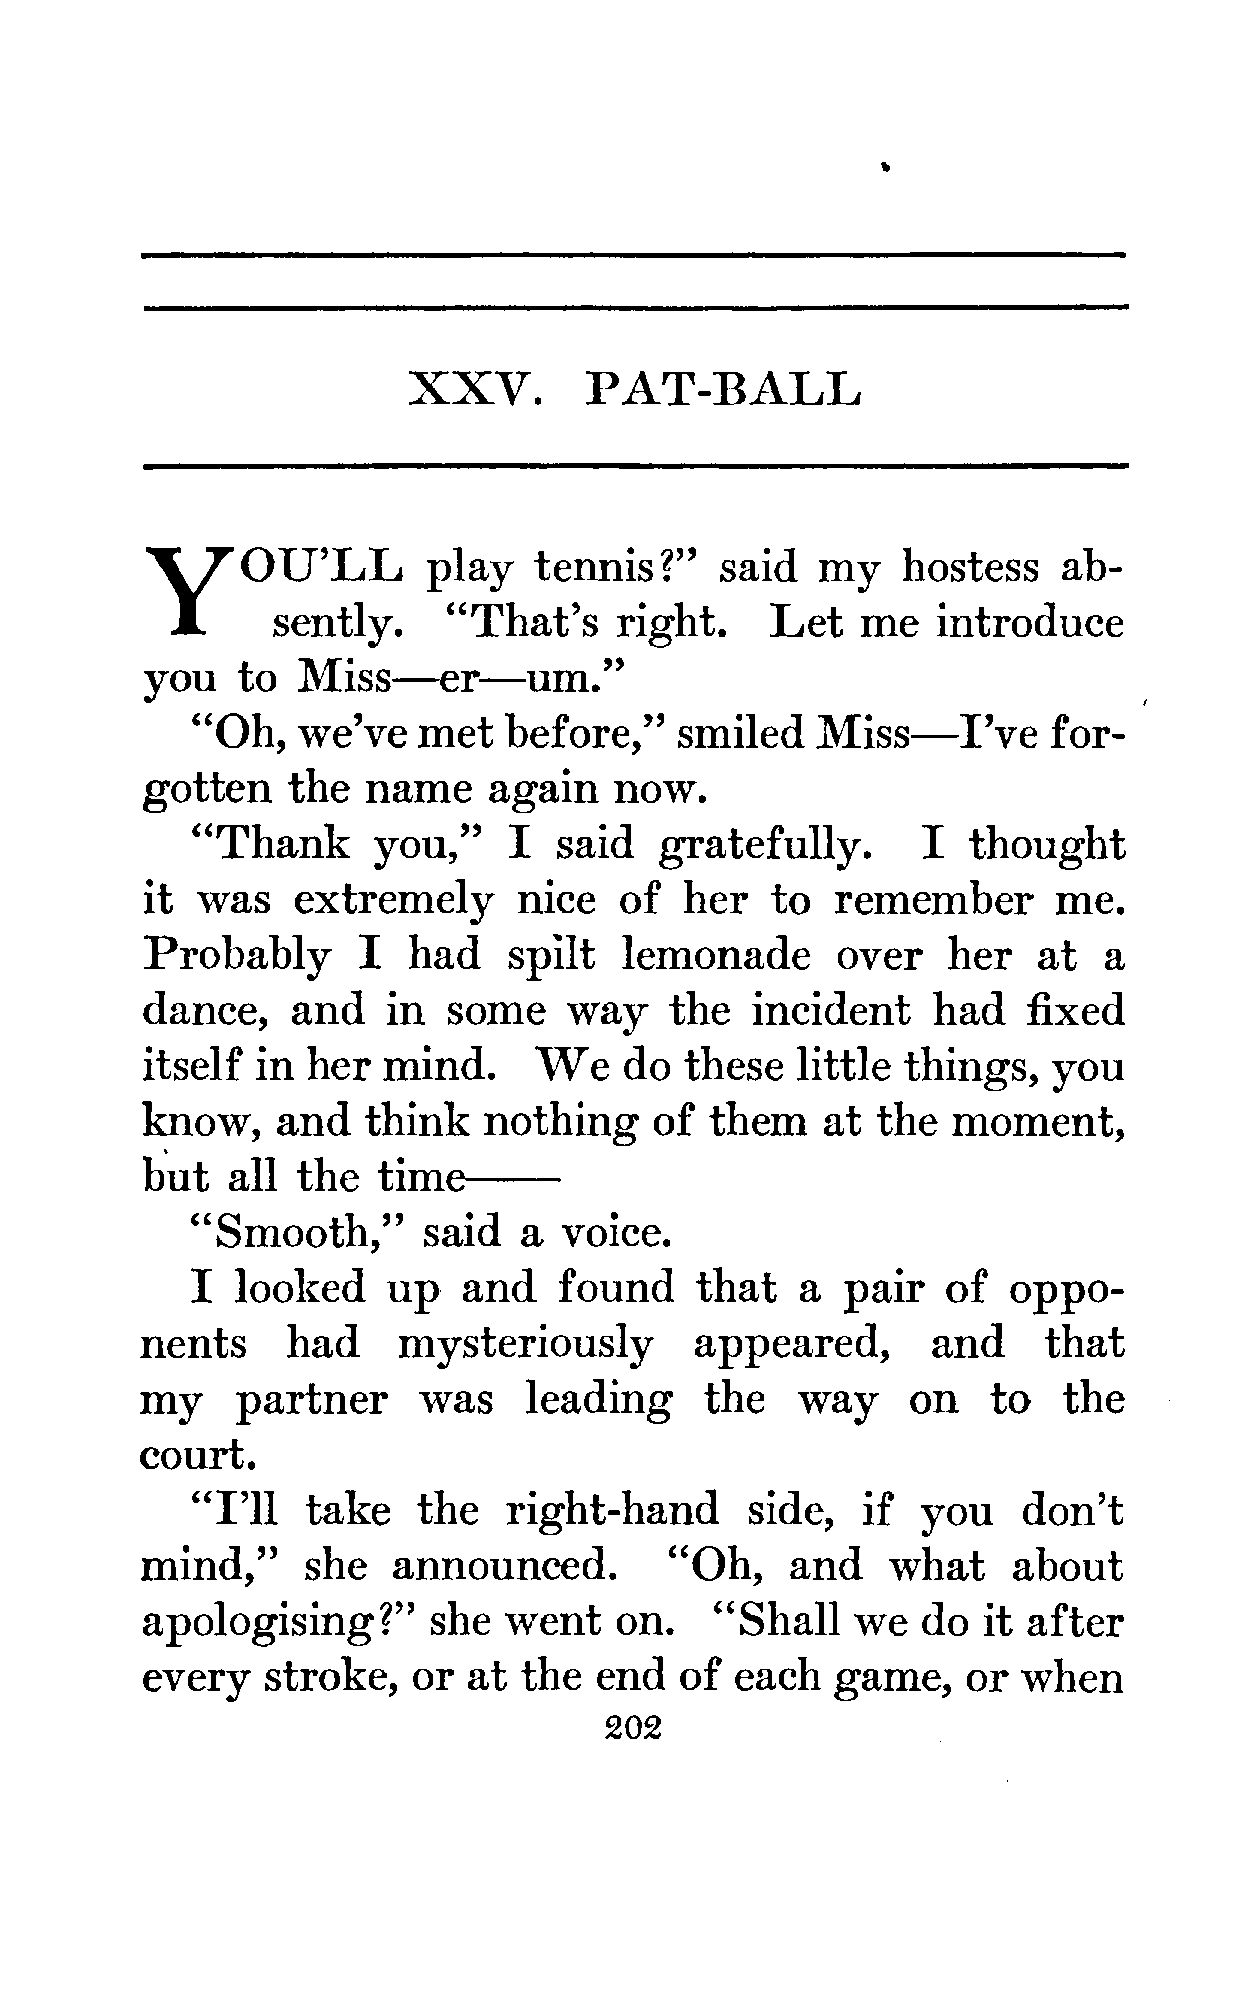 XXV. PAT-BALL
YOU'LL play tennis?" said my hostess ab-
sently. "That's right. Let me introduce
you to Miss—er—um."
"Oh, we've met before," smiled Miss—I've for-
gotten the name again now.
"Thank you," I said gratefully. I thought
it was extremely nice of her to remember me.
Probably I had spilt lemonade over her at a
dance, and in some way the incident had fixed
itself in her mind. We do these little things, you
know, and think nothing of them at the moment,
but all the time——
"Smooth," said a voice.
I looked up and found that a pair of oppo-
nents had mysteriously appeared, and that
my partner was leading the way on to the
court.
"I'll take the right-hand side, if you don't
mind," she announced. "Oh, and what about
apologising?" she went on. "Shall we do it after
every stroke, or at the end of each game, or when
202